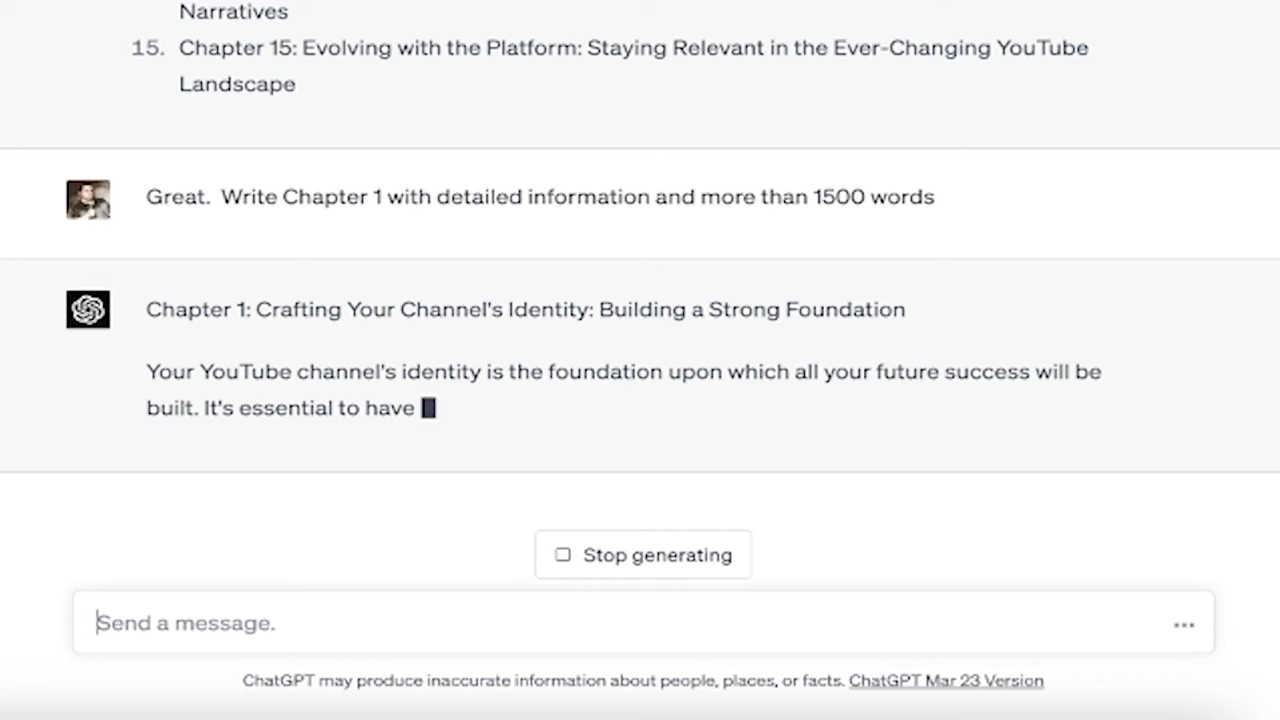 Narratives
15. Chapter 15: Evolving with the Platform: Staying Relevant in the Ever-Changing YouTube
Landscape
Great.  Write Chapter 1 with detailed information and more than 1500 words
Chapter 1: Crafting Your Channel's Identity: Building a Strong Foundation
Your YouTube channel's identity is the foundation upon which all your future success will be
built. It's essential to have
Stop generating
Send a message.
ChatGPT may produce inaccurate information about people, places, or facts. ChatGPT Mar 23 Version